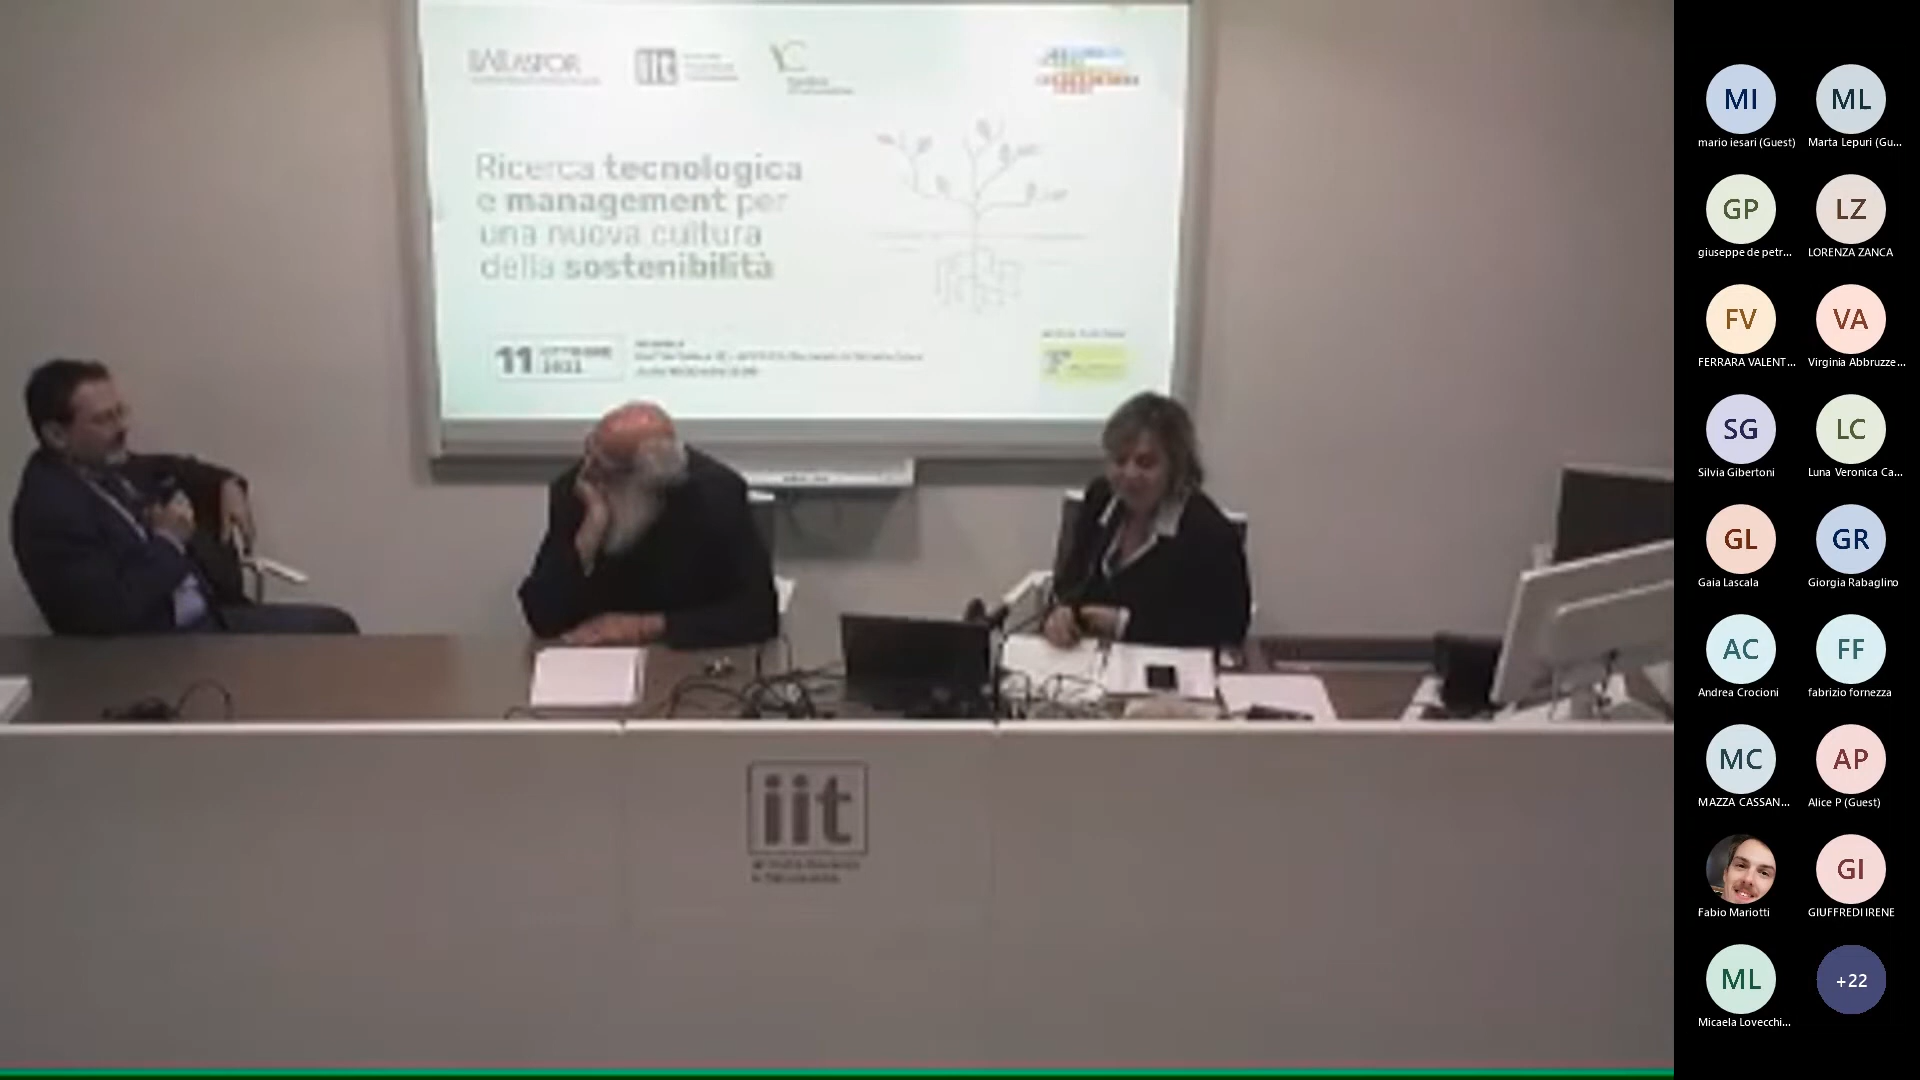 ASFOR
iit
Ricerca tecnologica
e management per
una nuova cultura
della sostenibilità
11 OTTOBRE
iit
MI
mario iesari (Guest)
ML
Marta Lepuri (Gu...
GP
giuseppe de petr...
LZ
LORENZA ZANCA
FV
FERRARA VALENT...
VA
Virginia Abbruzze...
SG
Silvia Gibertoni
LC
Luna Veronica Ca...
GL
Gaia Lascala
GR
Giorgia Rabaglino
AC
Andrea Crocioni
FF
fabrizio fornezza
MC
MAZZA CASSAN...
AP
Alice P (Guest)
Fabio Mariotti
GI
GIUFFREDI IRENE
ML
Micaela Lovecchi...
+22